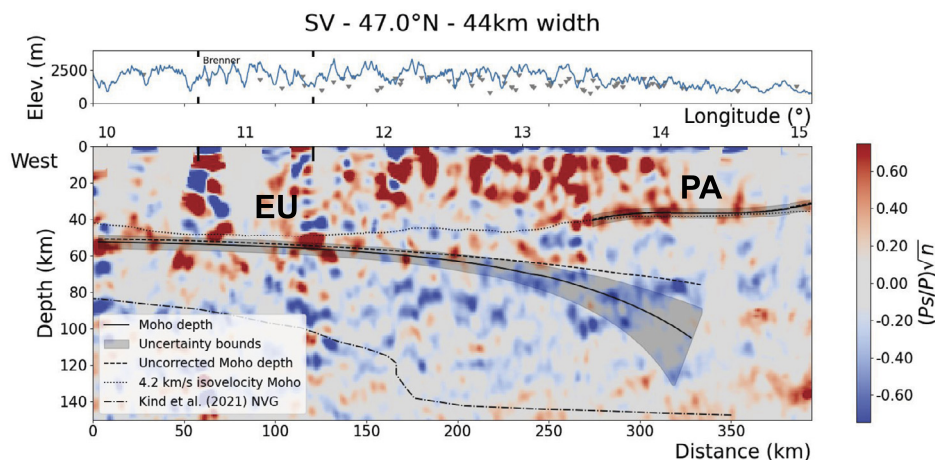 SV - 47.0°N - 44km width
Elev. (m)
2500
0
Brenner
Longitude (°)
10 11 12 13 14 15
West
Depth (km)
0
20
40
60
80
100
120
140
EU
PA
Moho depth
Uncertainty bounds
Uncorrected Moho depth
4.2 km/s isovelocity Moho
Kind et al. (2021) NVG
0 50 100 150 200 250 300 350
Distance (km)
0.60
0.40
0.20
0.00
-0.20
-0.40
-0.60
(Ps/P)√n